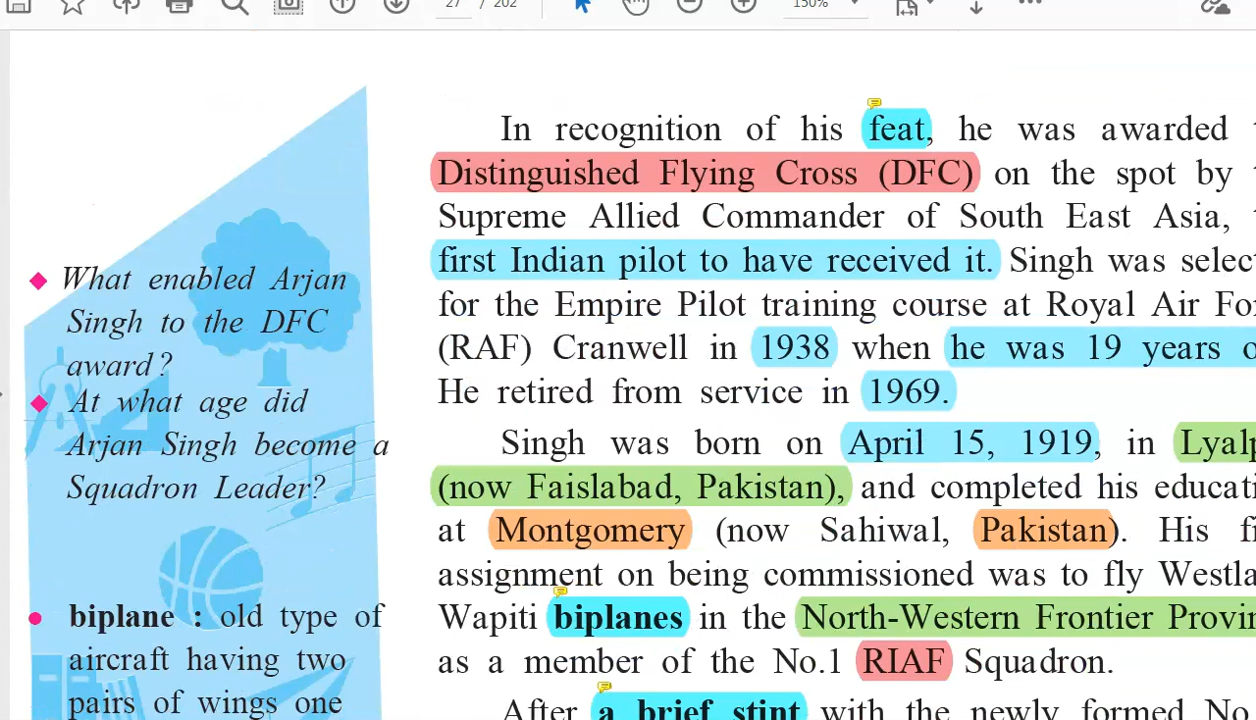 27 / 202
150%
In recognition of his feat, he was awarded
Distinguished Flying Cross (DFC) on the spot by
Supreme Allied Commander of South East Asia,
first Indian pilot to have received it. Singh was selec
for the Empire Pilot training course at Royal Air Fo
(RAF) Cranwell in 1938 when he was 19 years o
He retired from service in 1969.
Singh was born on April 15, 1919, in Lyalp
(now Faislabad, Pakistan), and completed his educati
at Montgomery (now Sahiwal, Pakistan). His fi
assignment on being commissioned was to fly Westla
Wapiti biplanes in the North-Western Frontier Provin
as a member of the No.1 RIAF Squadron.
After a brief stint with the newly formed No.
What enabled Arjan
Singh to the DFC
award?
At what age did
Arjan Singh become a
Squadron Leader?
biplane : old type of
aircraft having two
pairs of wings one